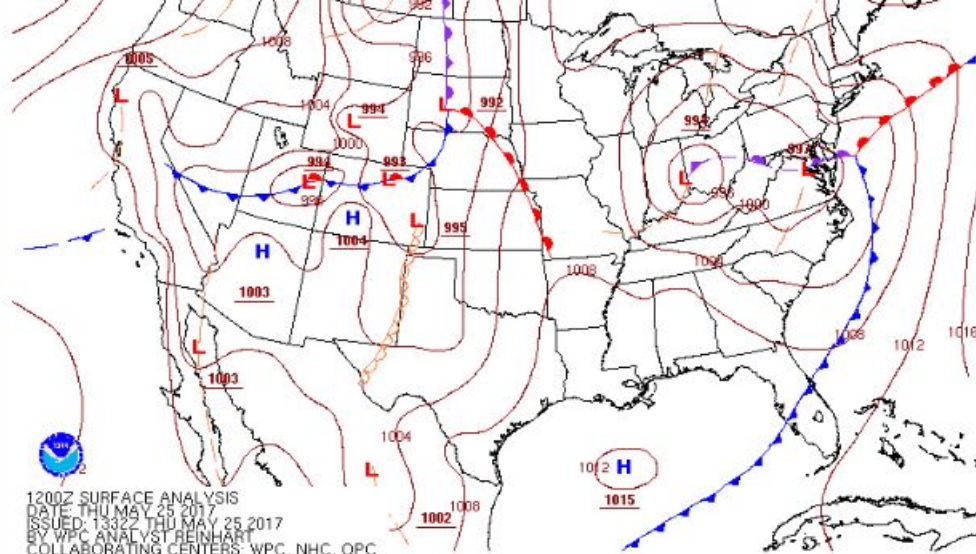 992
1005
1008
996
1004
994
992
L
L
L
1000
994
993
L
L
996
H
H
L
995
1004
1003
L
1003
L
997
L
996
1000
1008
1008
1008
1012
1016
1004
L
1008
1002
1012
H
1015
1200Z SURFACE ANALYSIS
DATE: THU MAY 25 2017
ISSUED: 1332Z THU MAY 25 2017
BY WPC ANALYST REINHART
COLLABORATING CENTERS: WPC, NHC, OPC